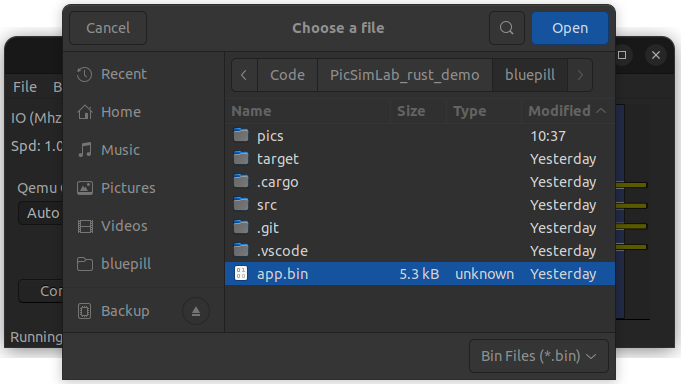 Cancel Choose a file Open
Code PicSimLab_rust_demo bluepill
Name Size Type Modified
Recent
Home
Music
Pictures
Videos
bluepill
Backup
pics 10:37
target Yesterday
.cargo Yesterday
src Yesterday
.git Yesterday
.vscode Yesterday
app.bin 5.3 kB unknown Yesterday
Bin Files (*.bin)
File B
IO (Mhz
Spd: 1.0
Qemu
Auto
Con
Running